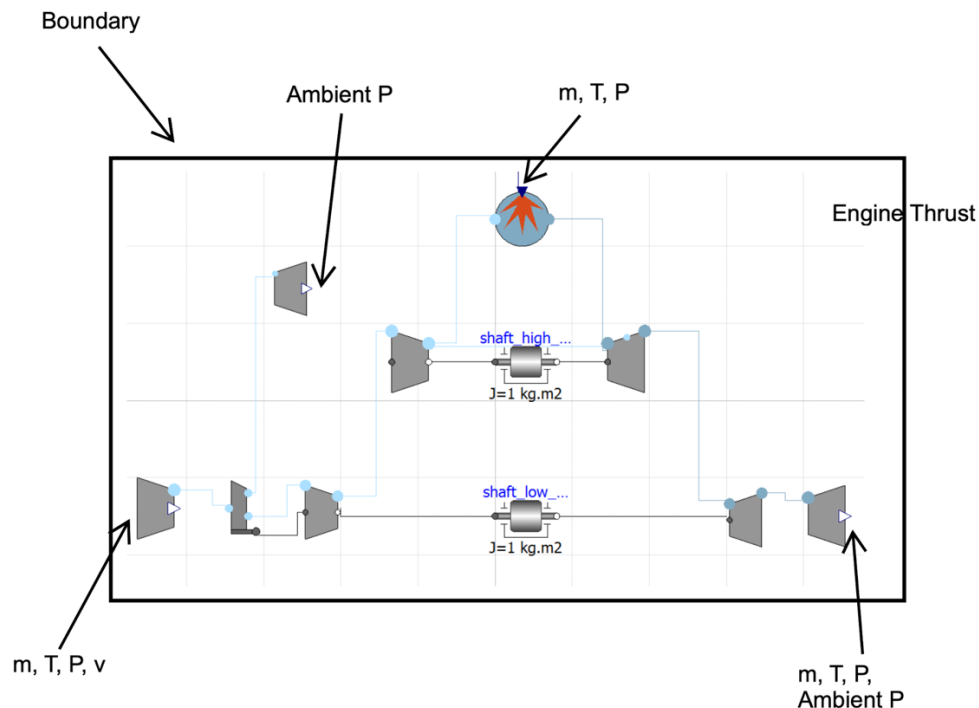 Boundary
Ambient P
m, T, P
Engine Thrust
shaft_high_...
J=1 kg.m2
shaft_low_...
J=1 kg.m2
m, T, P, v
m, T, P,
Ambient P